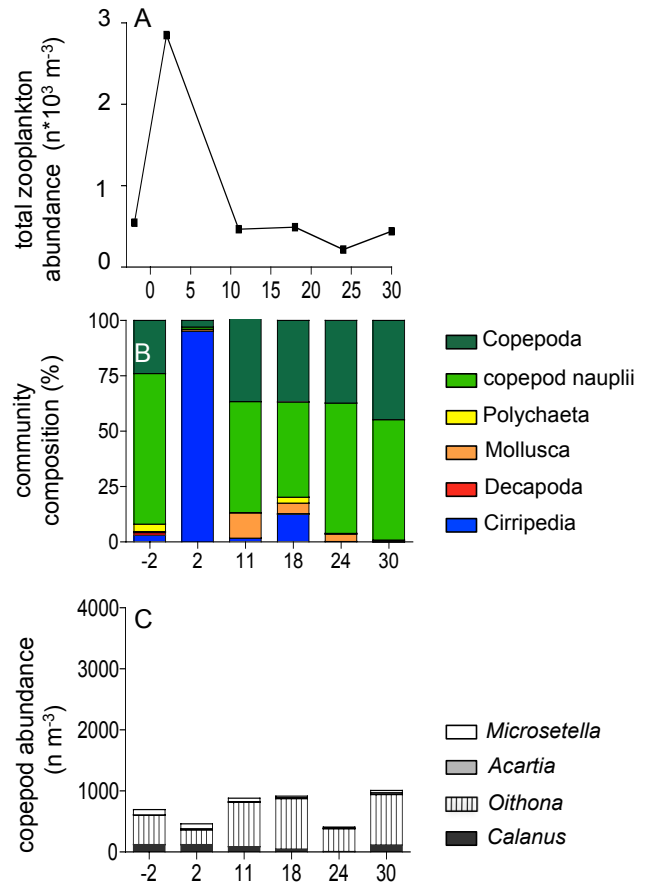 A
total zooplankton
abundance (n*10³ m⁻³)
3
2
1
0
0 5 10 15 20 25 30
B
community
composition (%)
100
75
50
25
0
-2 2 11 18 24 30
Copepoda
copepod nauplii
Polychaeta
Mollusca
Decapoda
Cirripedia
C
copepod abundance
(n m⁻³)
4000
3000
2000
1000
0
-2 2 11 18 24 30
Microsetella
Acartia
Oithona
Calanus